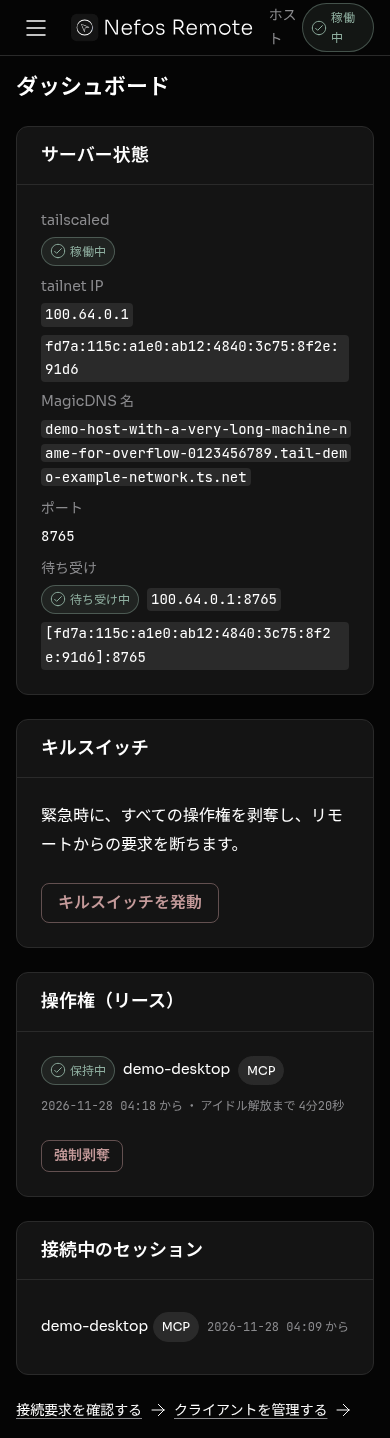 Nefos Remote
ホス
ト
稼働
中
ダッシュボード
サーバー状態
tailscaled
稼働中
tailnet IP
100.64.0.1
fd7a:115c:a1e0:ab12:4840:3c75:8f2e:
91d6
MagicDNS 名
demo-host-with-a-very-long-machine-n
ame-for-overflow-0123456789.tail-dem
o-example-network.ts.net
ポート
8765
待ち受け
待ち受け中 100.64.0.1:8765
[fd7a:115c:a1e0:ab12:4840:3c75:8f2
e:91d6]:8765
キルスイッチ
緊急時に、すべての操作権を剥奪し、リモ
ートからの要求を断ちます。
キルスイッチを発動
操作権（リース）
保持中 demo-desktop MCP
2026-11-28 04:18 から ・ アイドル解放まで 4分20秒
強制剥奪
接続中のセッション
demo-desktop MCP 2026-11-28 04:09 から
接続要求を確認する → クライアントを管理する →